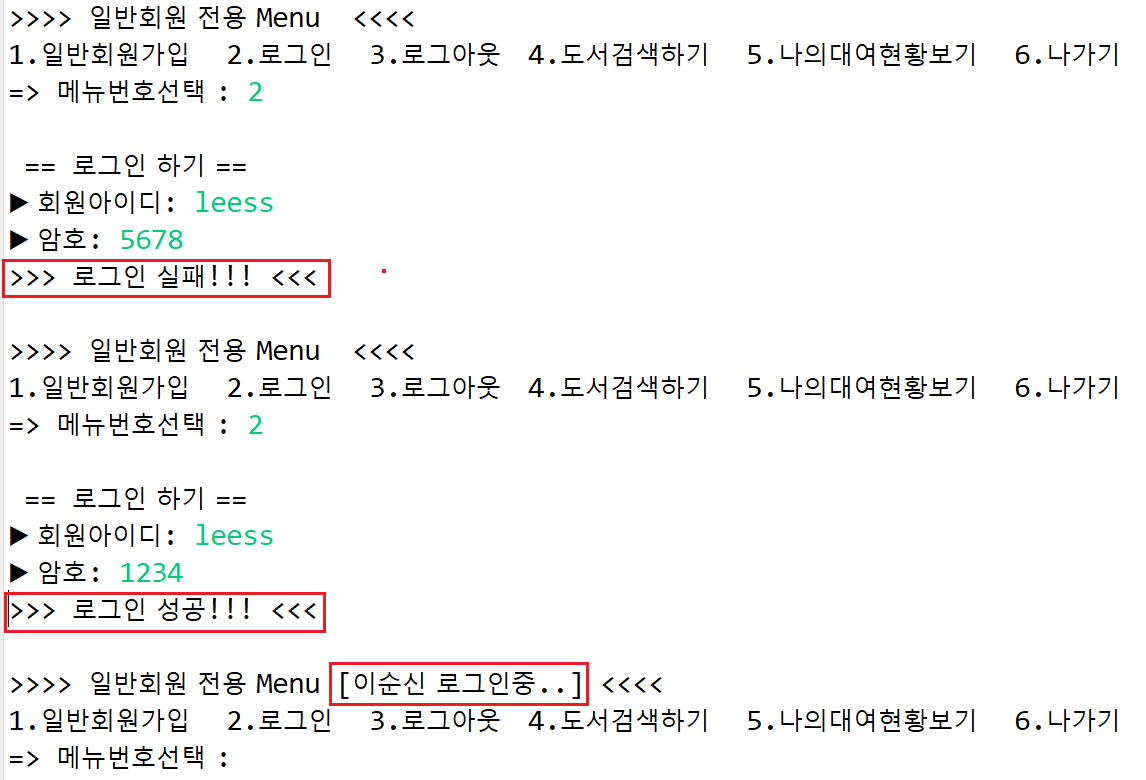 >>>> 일반회원 전용 Menu  <<<<
1.일반회원가입  2.로그인  3.로그아웃  4.도서검색하기  5.나의대여현황보기  6.나가기
=> 메뉴번호선택 : 2
== 로그인 하기 ==
▶ 회원아이디: leess
▶ 암호: 5678
>>> 로그인 실패!!! <<<
>>>> 일반회원 전용 Menu  <<<<
1.일반회원가입  2.로그인  3.로그아웃  4.도서검색하기  5.나의대여현황보기  6.나가기
=> 메뉴번호선택 : 2
== 로그인 하기 ==
▶ 회원아이디: leess
▶ 암호: 1234
>>> 로그인 성공!!! <<<
>>>> 일반회원 전용 Menu [이순신 로그인중..] <<<<
1.일반회원가입  2.로그인  3.로그아웃  4.도서검색하기  5.나의대여현황보기  6.나가기
=> 메뉴번호선택 :